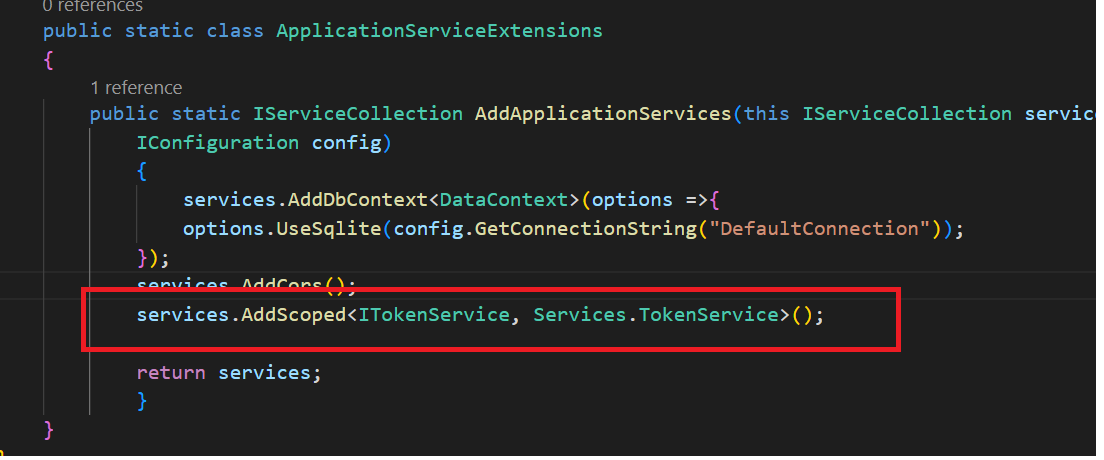 0 references
public static class ApplicationServiceExtensions
{
1 reference
public static IServiceCollection AddApplicationServices(this IServiceCollection
IConfiguration config)
{
services.AddDbContext<DataContext>(options =>{
options.UseSqlite(config.GetConnectionString("DefaultConnection"));
});
services.AddCors();
services.AddScoped<ITokenService, Services.TokenService>();
return services;
}
}